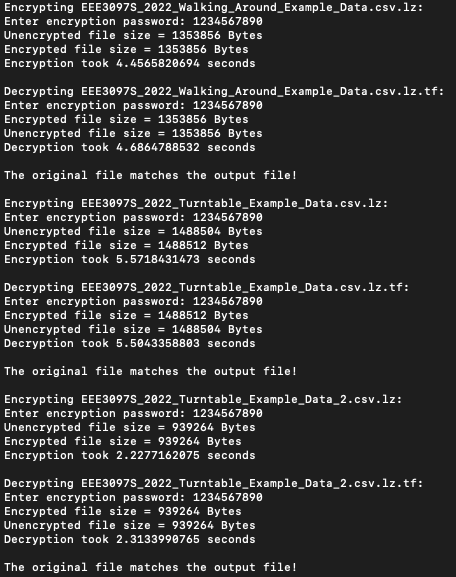 Encrypting EEE3097S_2022_Walking_Around_Example_Data.csv.lz:
Enter encryption password: 1234567890
Unencrypted file size = 1353856 Bytes
Encrypted file size = 1353856 Bytes
Encryption took 4.4565820694 seconds
Decrypting EEE3097S_2022_Walking_Around_Example_Data.csv.lz.tf:
Enter encryption password: 1234567890
Encrypted file size = 1353856 Bytes
Unencrypted file size = 1353856 Bytes
Decryption took 4.6864788532 seconds
The original file matches the output file!
Encrypting EEE3097S_2022_Turntable_Example_Data.csv.lz:
Enter encryption password: 1234567890
Unencrypted file size = 1488504 Bytes
Encrypted file size = 1488512 Bytes
Encryption took 5.5718431473 seconds
Decrypting EEE3097S_2022_Turntable_Example_Data.csv.lz.tf:
Enter encryption password: 1234567890
Encrypted file size = 1488512 Bytes
Unencrypted file size = 1488504 Bytes
Decryption took 5.5043358803 seconds
The original file matches the output file!
Encrypting EEE3097S_2022_Turntable_Example_Data_2.csv.lz:
Enter encryption password: 1234567890
Unencrypted file size = 939264 Bytes
Encrypted file size = 939264 Bytes
Encryption took 2.2277162075 seconds
Decrypting EEE3097S_2022_Turntable_Example_Data_2.csv.lz.tf:
Enter encryption password: 1234567890
Encrypted file size = 939264 Bytes
Unencrypted file size = 939264 Bytes
Decryption took 2.3133990765 seconds
The original file matches the output file!